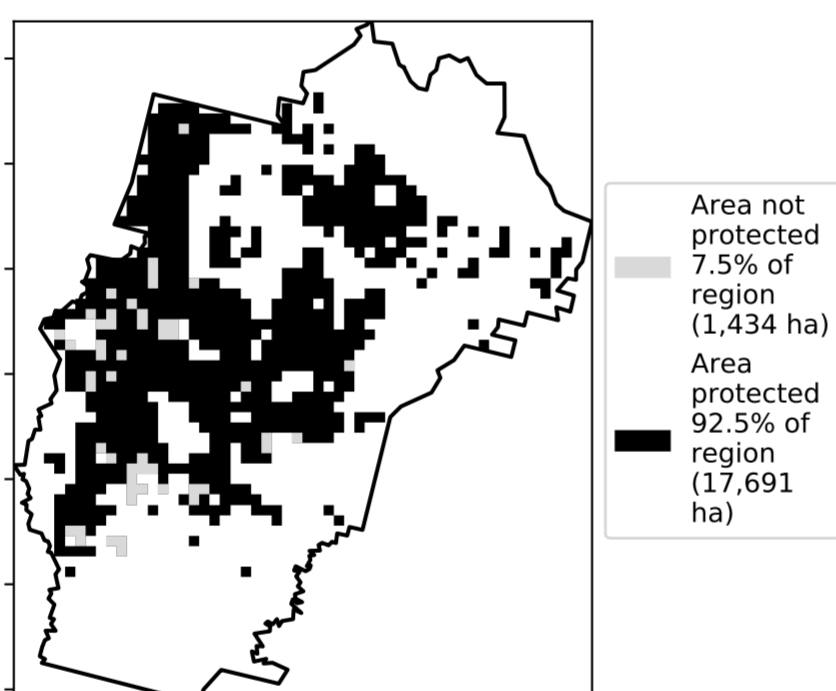 Area not
protected
7.5% of
region
(1,434 ha)
Area
protected
92.5% of
region
(17,691
ha)